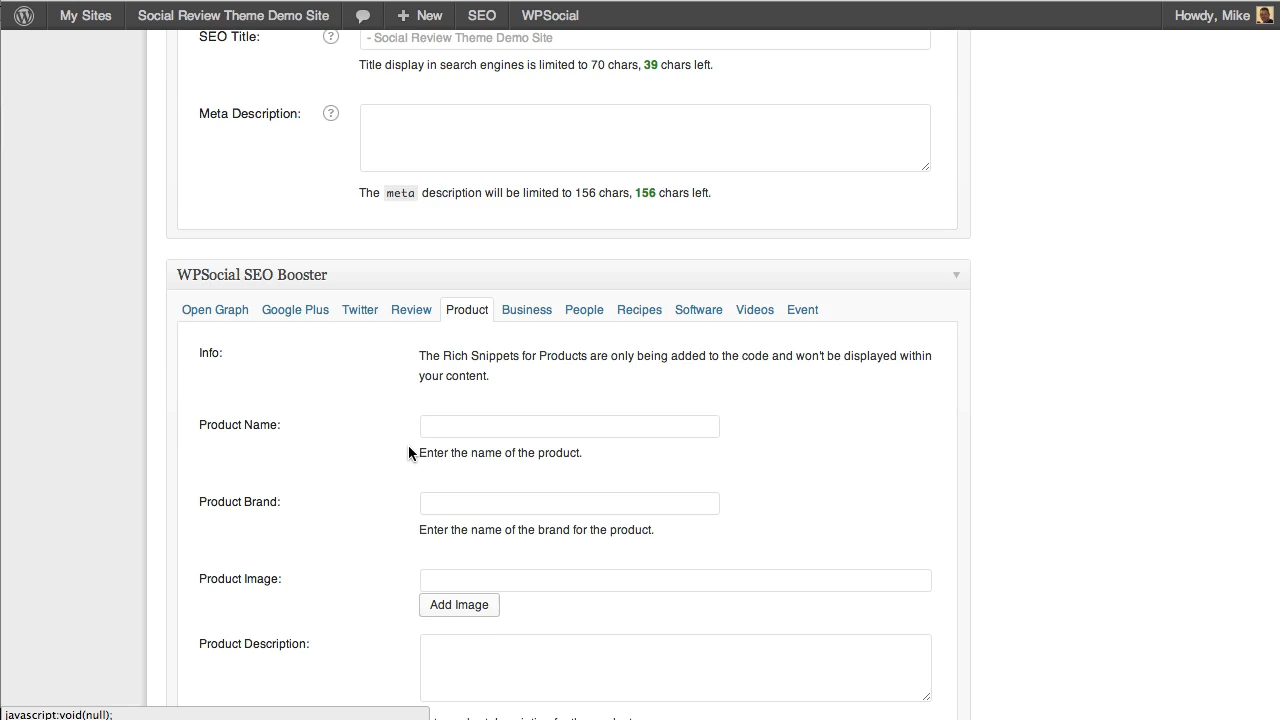 My Sites Social Review Theme Demo Site + New SEO WPSocial Howdy, Mike
SEO Title: ? - Social Review Theme Demo Site
Title display in search engines is limited to 70 chars, 39 chars left.
Meta Description: ?
The meta description will be limited to 156 chars, 156 chars left.
WPSocial SEO Booster
Open Graph Google Plus Twitter Review Product Business People Recipes Software Videos Event
Info: The Rich Snippets for Products are only being added to the code and won't be displayed within
your content.
Product Name:
Enter the name of the product.
Product Brand:
Enter the name of the brand for the product.
Product Image:
Add Image
Product Description:
javascript:void(null);